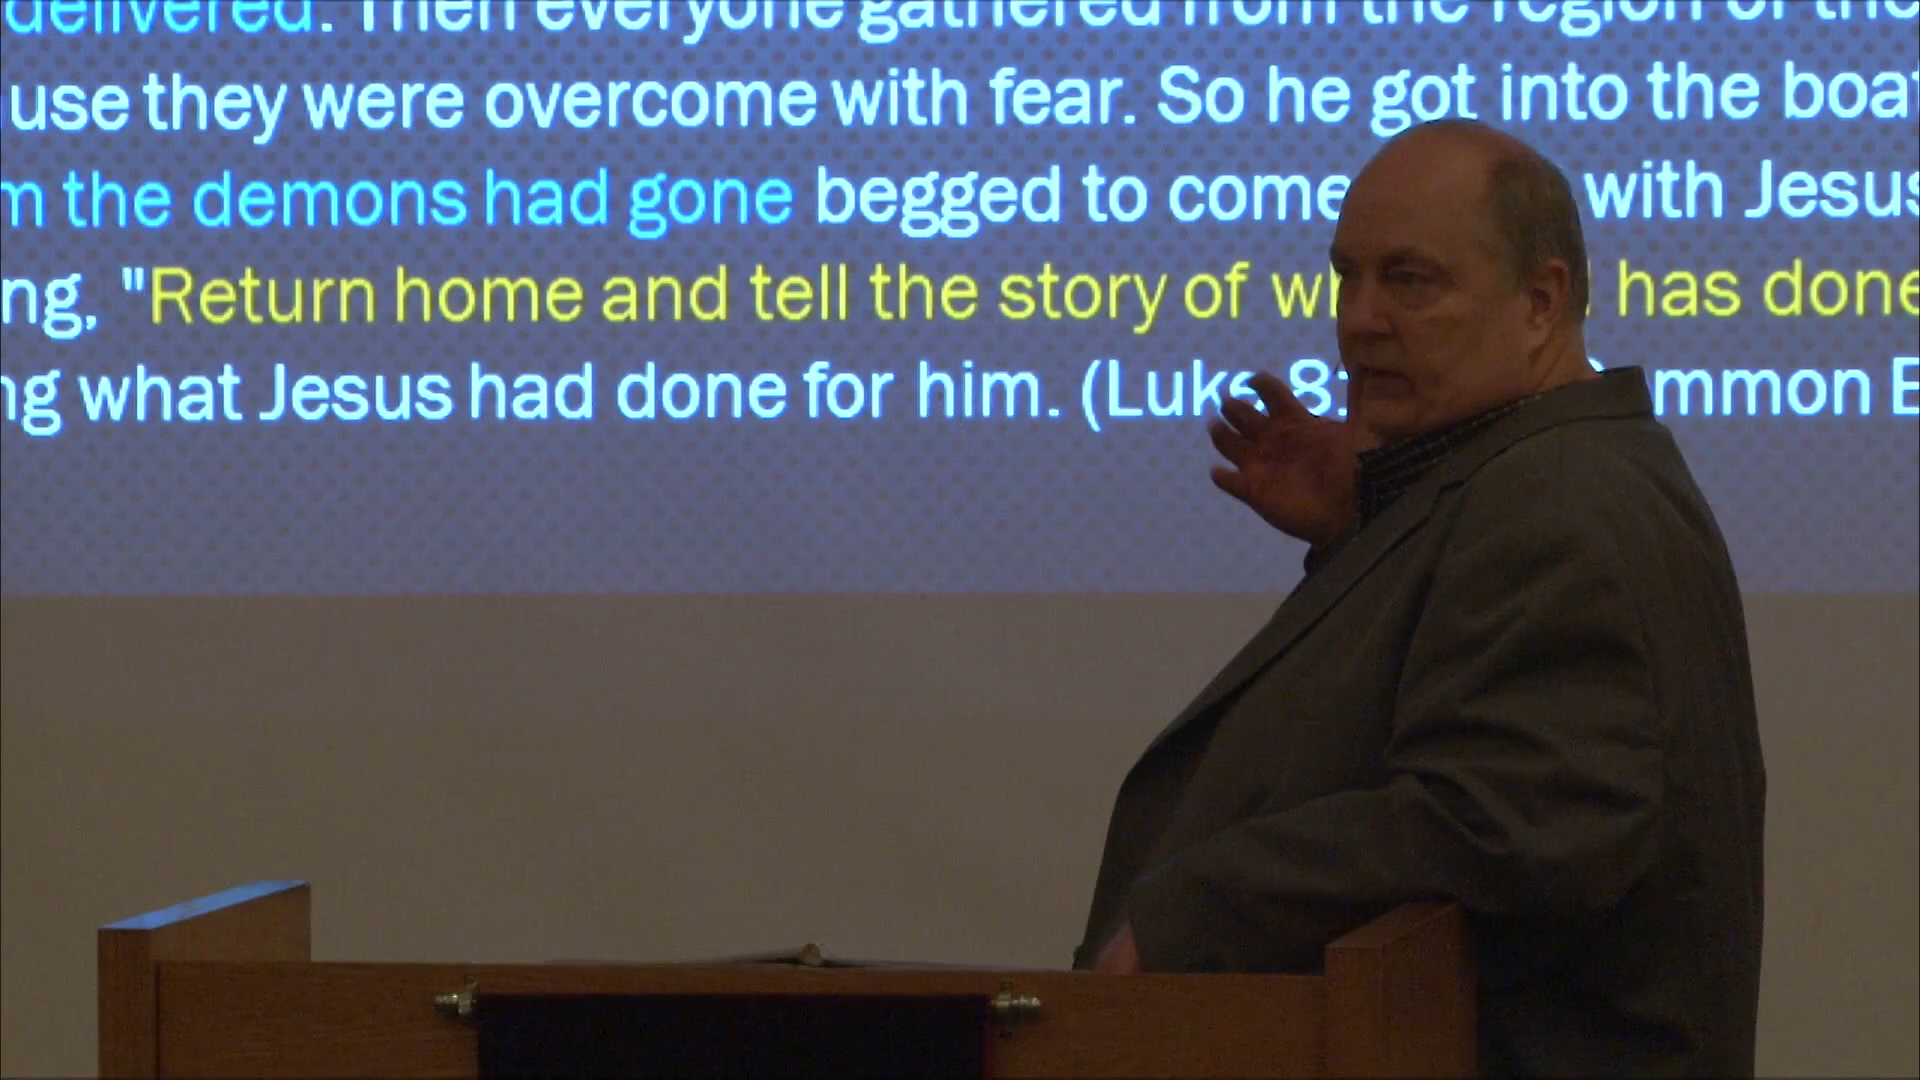 delivered. Then everyone gathered from the region of the
use they were overcome with fear. So he got into the boat
the demons had gone begged to come with Jesus
ng, "Return home and tell the story of has done
ng what Jesus had done for him. (Luke 8: